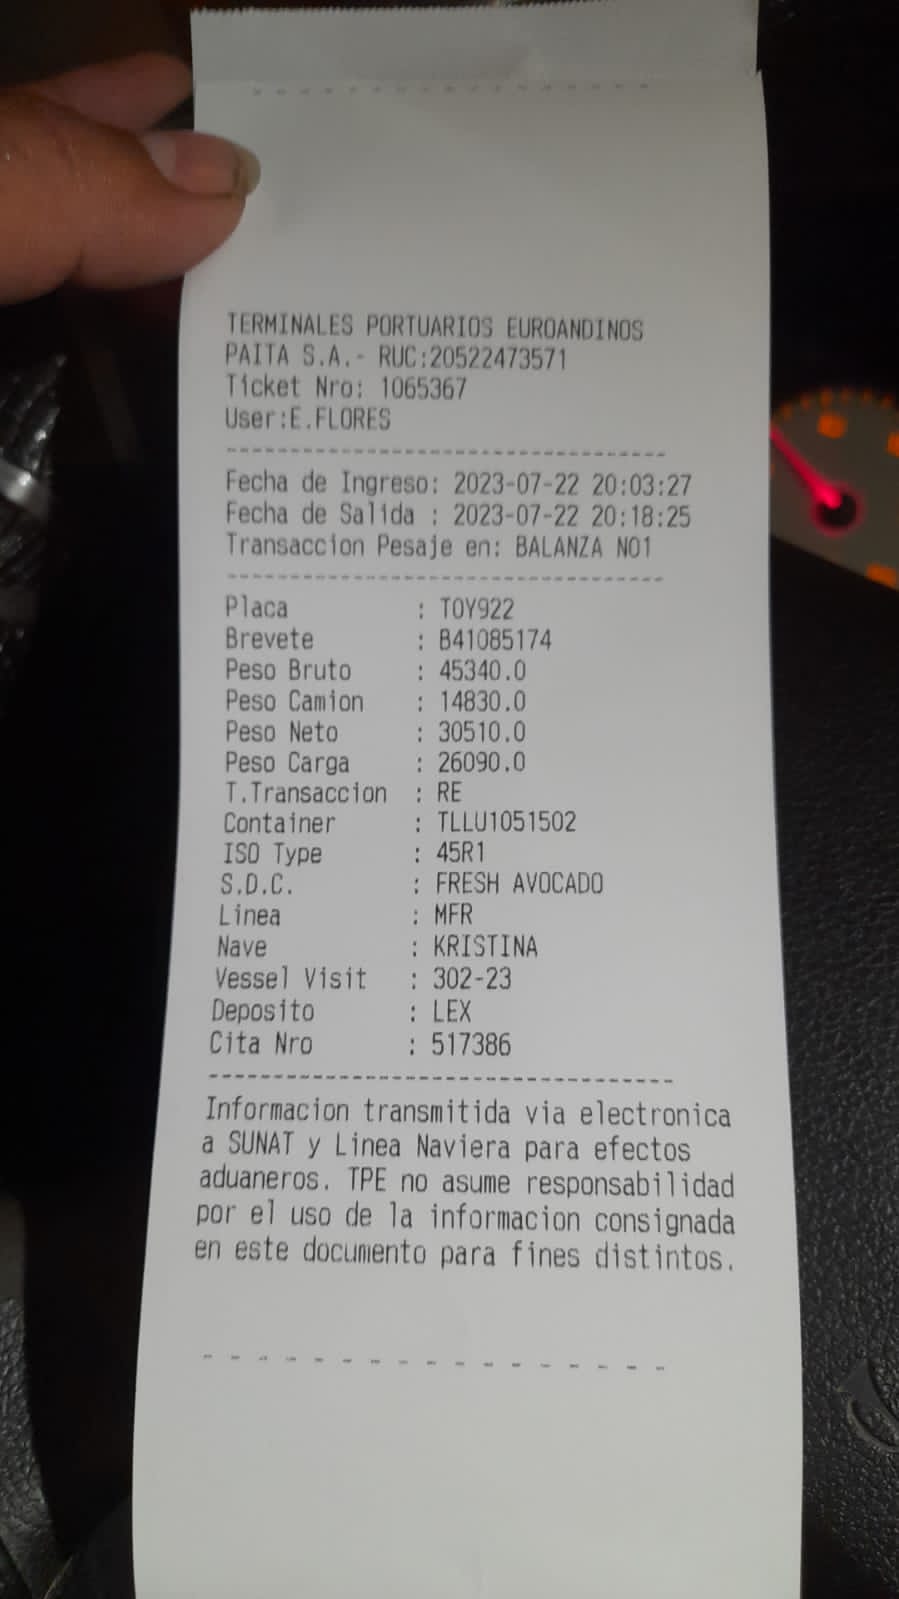 TERMINALES PORTUARIOS EUROANDINOS
PAITA S.A.- RUC:20522473571
Ticket Nro: 1065367
User:E.FLORES
----------------------------------
Fecha de Ingreso: 2023-07-22 20:03:27
Fecha de Salida : 2023-07-22 20:18:25
Transaccion Pesaje en: BALANZA NO1
----------------------------------
Placa : TOY922
Brevete : B41085174
Peso Bruto : 45340.0
Peso Camion : 14830.0
Peso Neto : 30510.0
Peso Carga : 26090.0
T.Transaccion : RE
Container : TLLU1051502
ISO Type : 45R1
S.D.C. : FRESH AVOCADO
Linea : MFR
Nave : KRISTINA
Vessel Visit : 302-23
Deposito : LEX
Cita Nro : 517386
----------------------------------
Informacion transmitida via electronica
a SUNAT y Linea Naviera para efectos
aduaneros. TPE no asume responsabilidad
por el uso de la informacion consignada
en este documento para fines distintos.